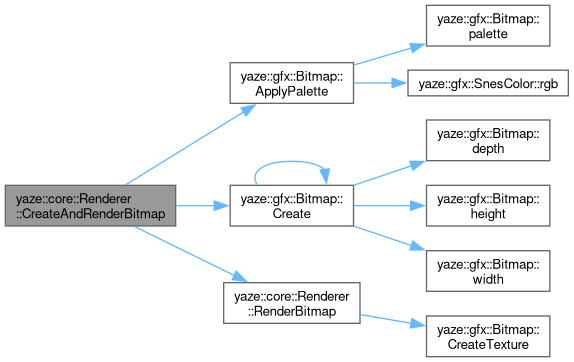 yaze::core::Renderer
::CreateAndRenderBitmap
yaze::gfx::Bitmap::
ApplyPalette
yaze::gfx::Bitmap::
palette
yaze::gfx::SnesColor::rgb
yaze::gfx::Bitmap::
Create
yaze::gfx::Bitmap::
depth
yaze::gfx::Bitmap::
height
yaze::gfx::Bitmap::
width
yaze::core::Renderer
::RenderBitmap
yaze::gfx::Bitmap::
CreateTexture